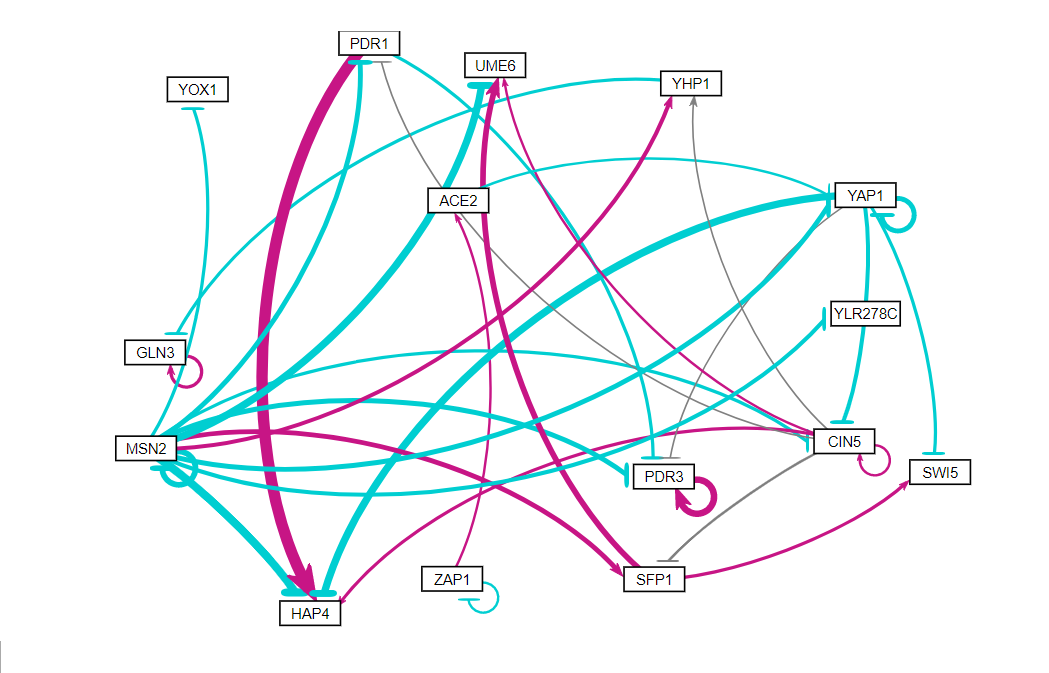 PDR1
UME6
YHP1
YOX1
YAP1
ACE2
YLR278C
GLN3
CIN5
MSN2
SWI5
PDR3
ZAP1
SFP1
HAP4